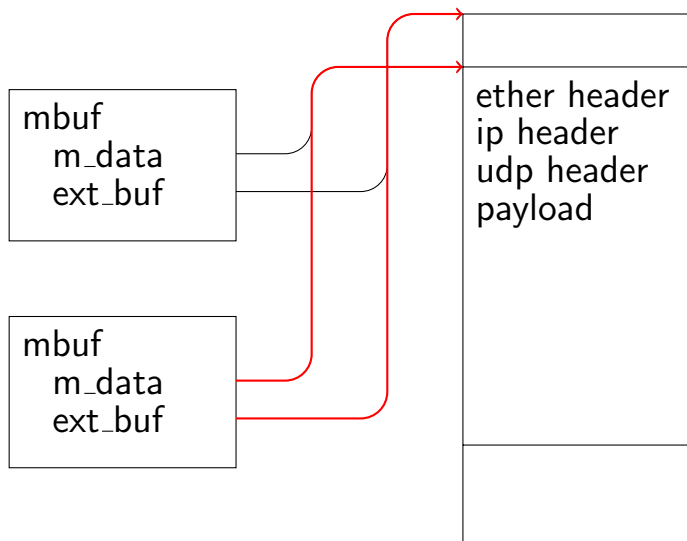 mbuf
m_data
ext_buf
mbuf
m_data
ext_buf
ether header
ip header
udp header
payload